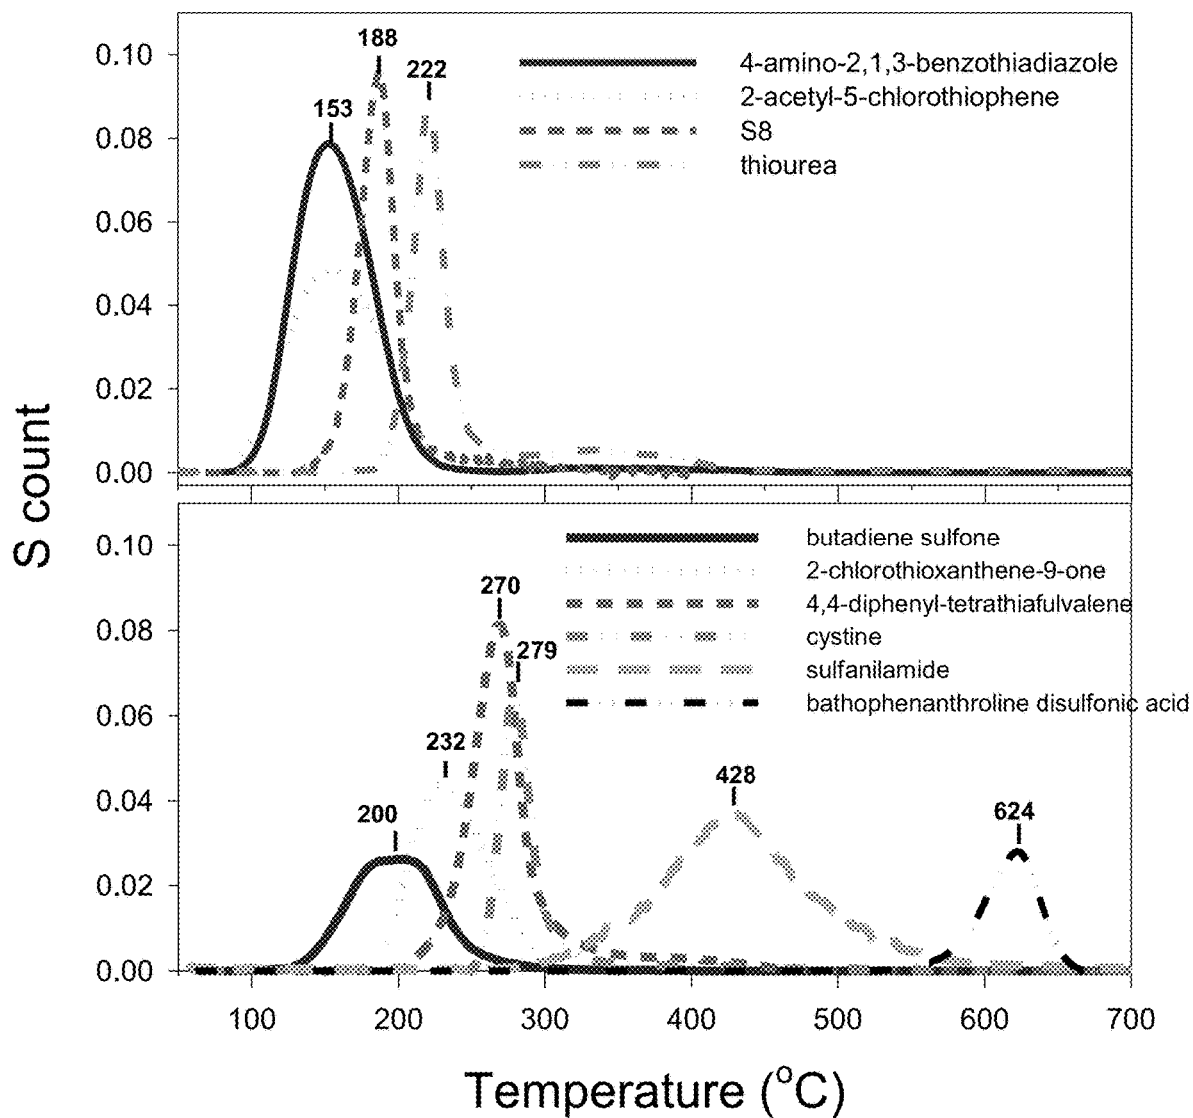 S count
0.10
0.08
0.06
0.04
0.02
0.00
153
188
222
4-amino-2,1,3-benzothiadiazole
2-acetyl-5-chlorothiophene
S8
thiourea
0.10
0.08
0.06
0.04
0.02
0.00
200
232
270
279
428
624
butadiene sulfone
2-chlorothioxanthene-9-one
4,4-diphenyl-tetrathiafulvalene
cystine
sulfanilamide
bathophenanthroline disulfonic acid
100 200 300 400 500 600 700
Temperature (°C)